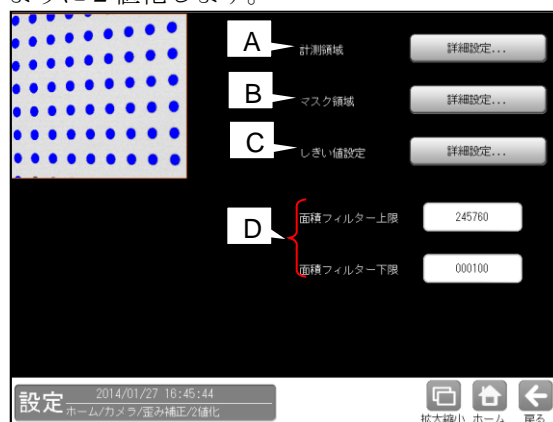 ように２値化します。
A
計測領域
詳細設定...
B
マスク領域
詳細設定...
C
しきい値設定
詳細設定...
D
面積フィルター上限
245760
面積フィルター下限
000100
設定
2014/01/27 16:45:44
ホーム/カメラ/歪み補正/2値化
拡大縮小
ホーム
戻る